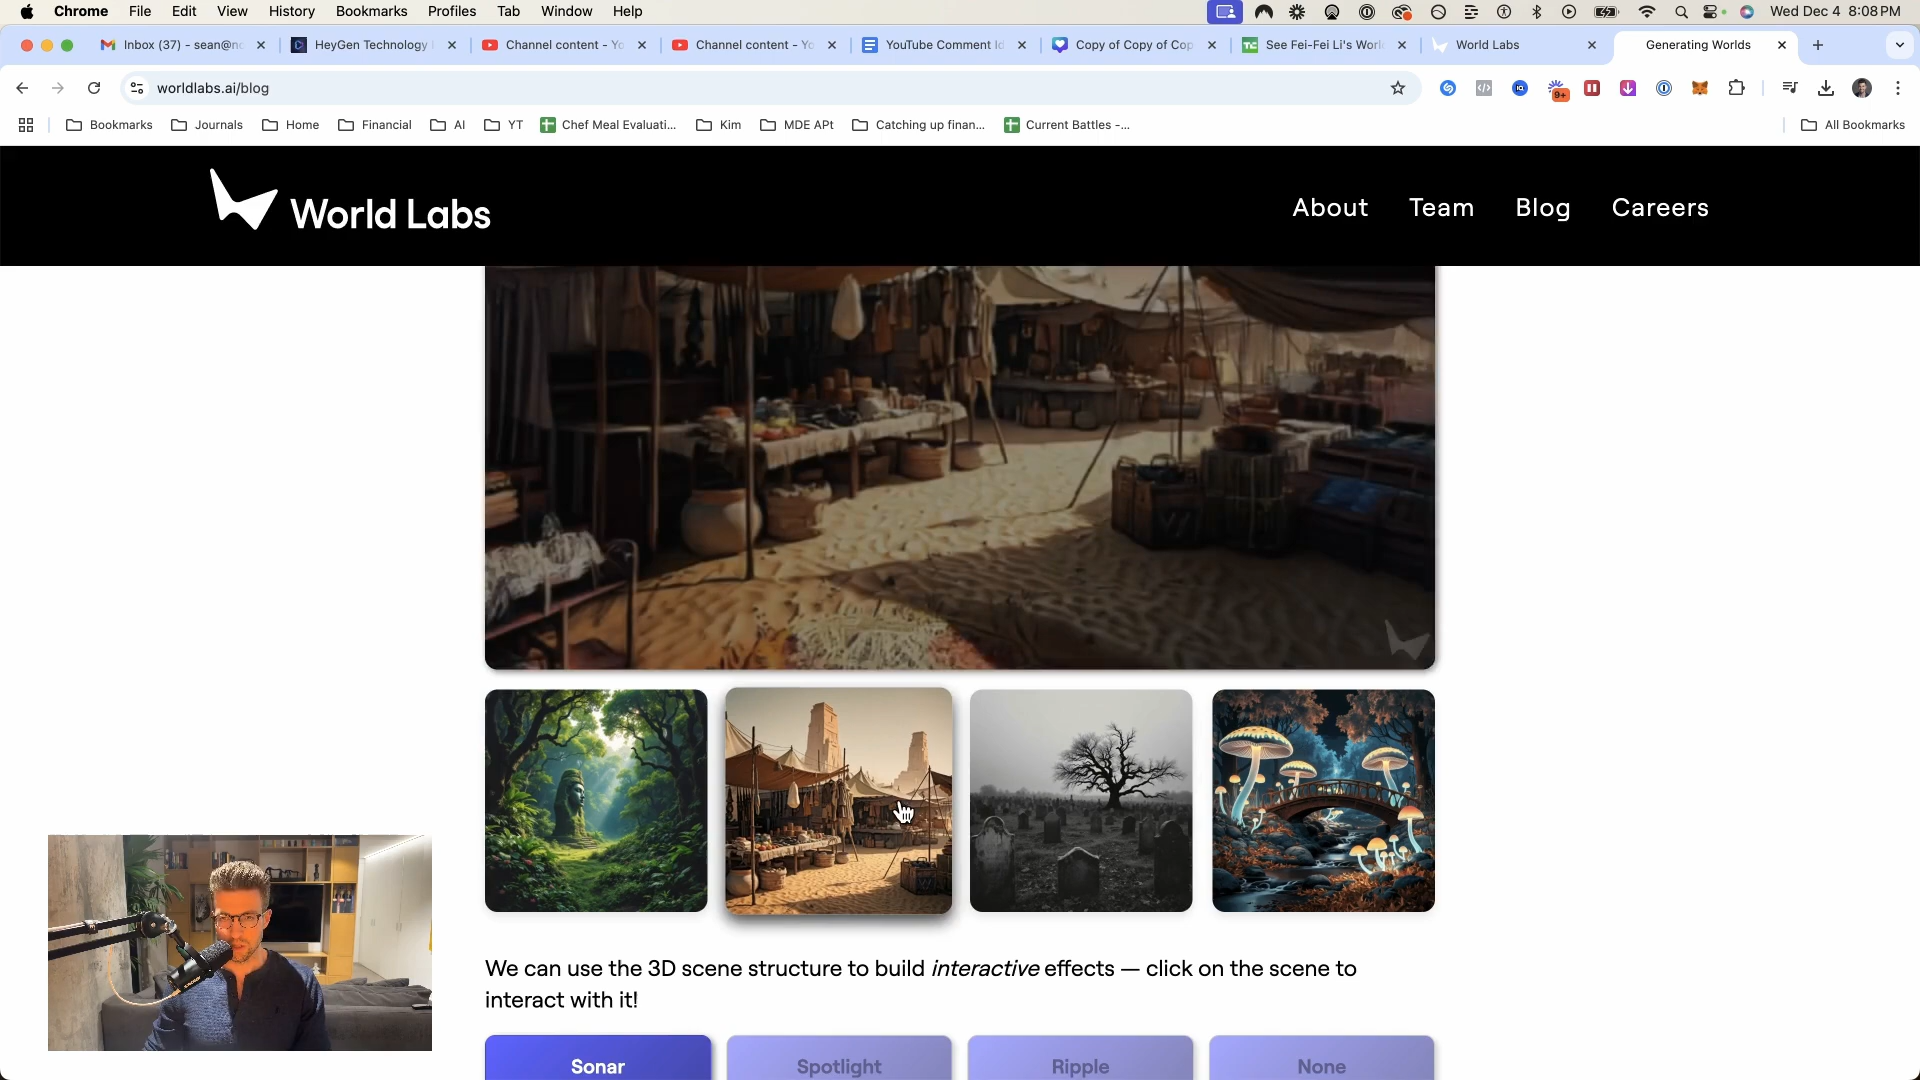 Chrome File Edit View History Bookmarks Profiles Tab Window Help
Wed Dec 4 8:08 PM
Inbox (37) - sean@n
HeyGen Technology
Channel content - Yo
Channel content - Yo
YouTube Comment Id
Copy of Copy of Cop
See Fei-Fei Li's Worl
World Labs
Generating Worlds
worldlabs.ai/blog
9+
Bookmarks
Journals
Home
Financial
AI
YT
Chef Meal Evaluati...
Kim
MDE APt
Catching up finan...
Current Battles -...
All Bookmarks
World Labs
About
Team
Blog
Careers
We can use the 3D scene structure to build interactive effects — click on the scene to
interact with it!
Sonar
Spotlight
Ripple
None